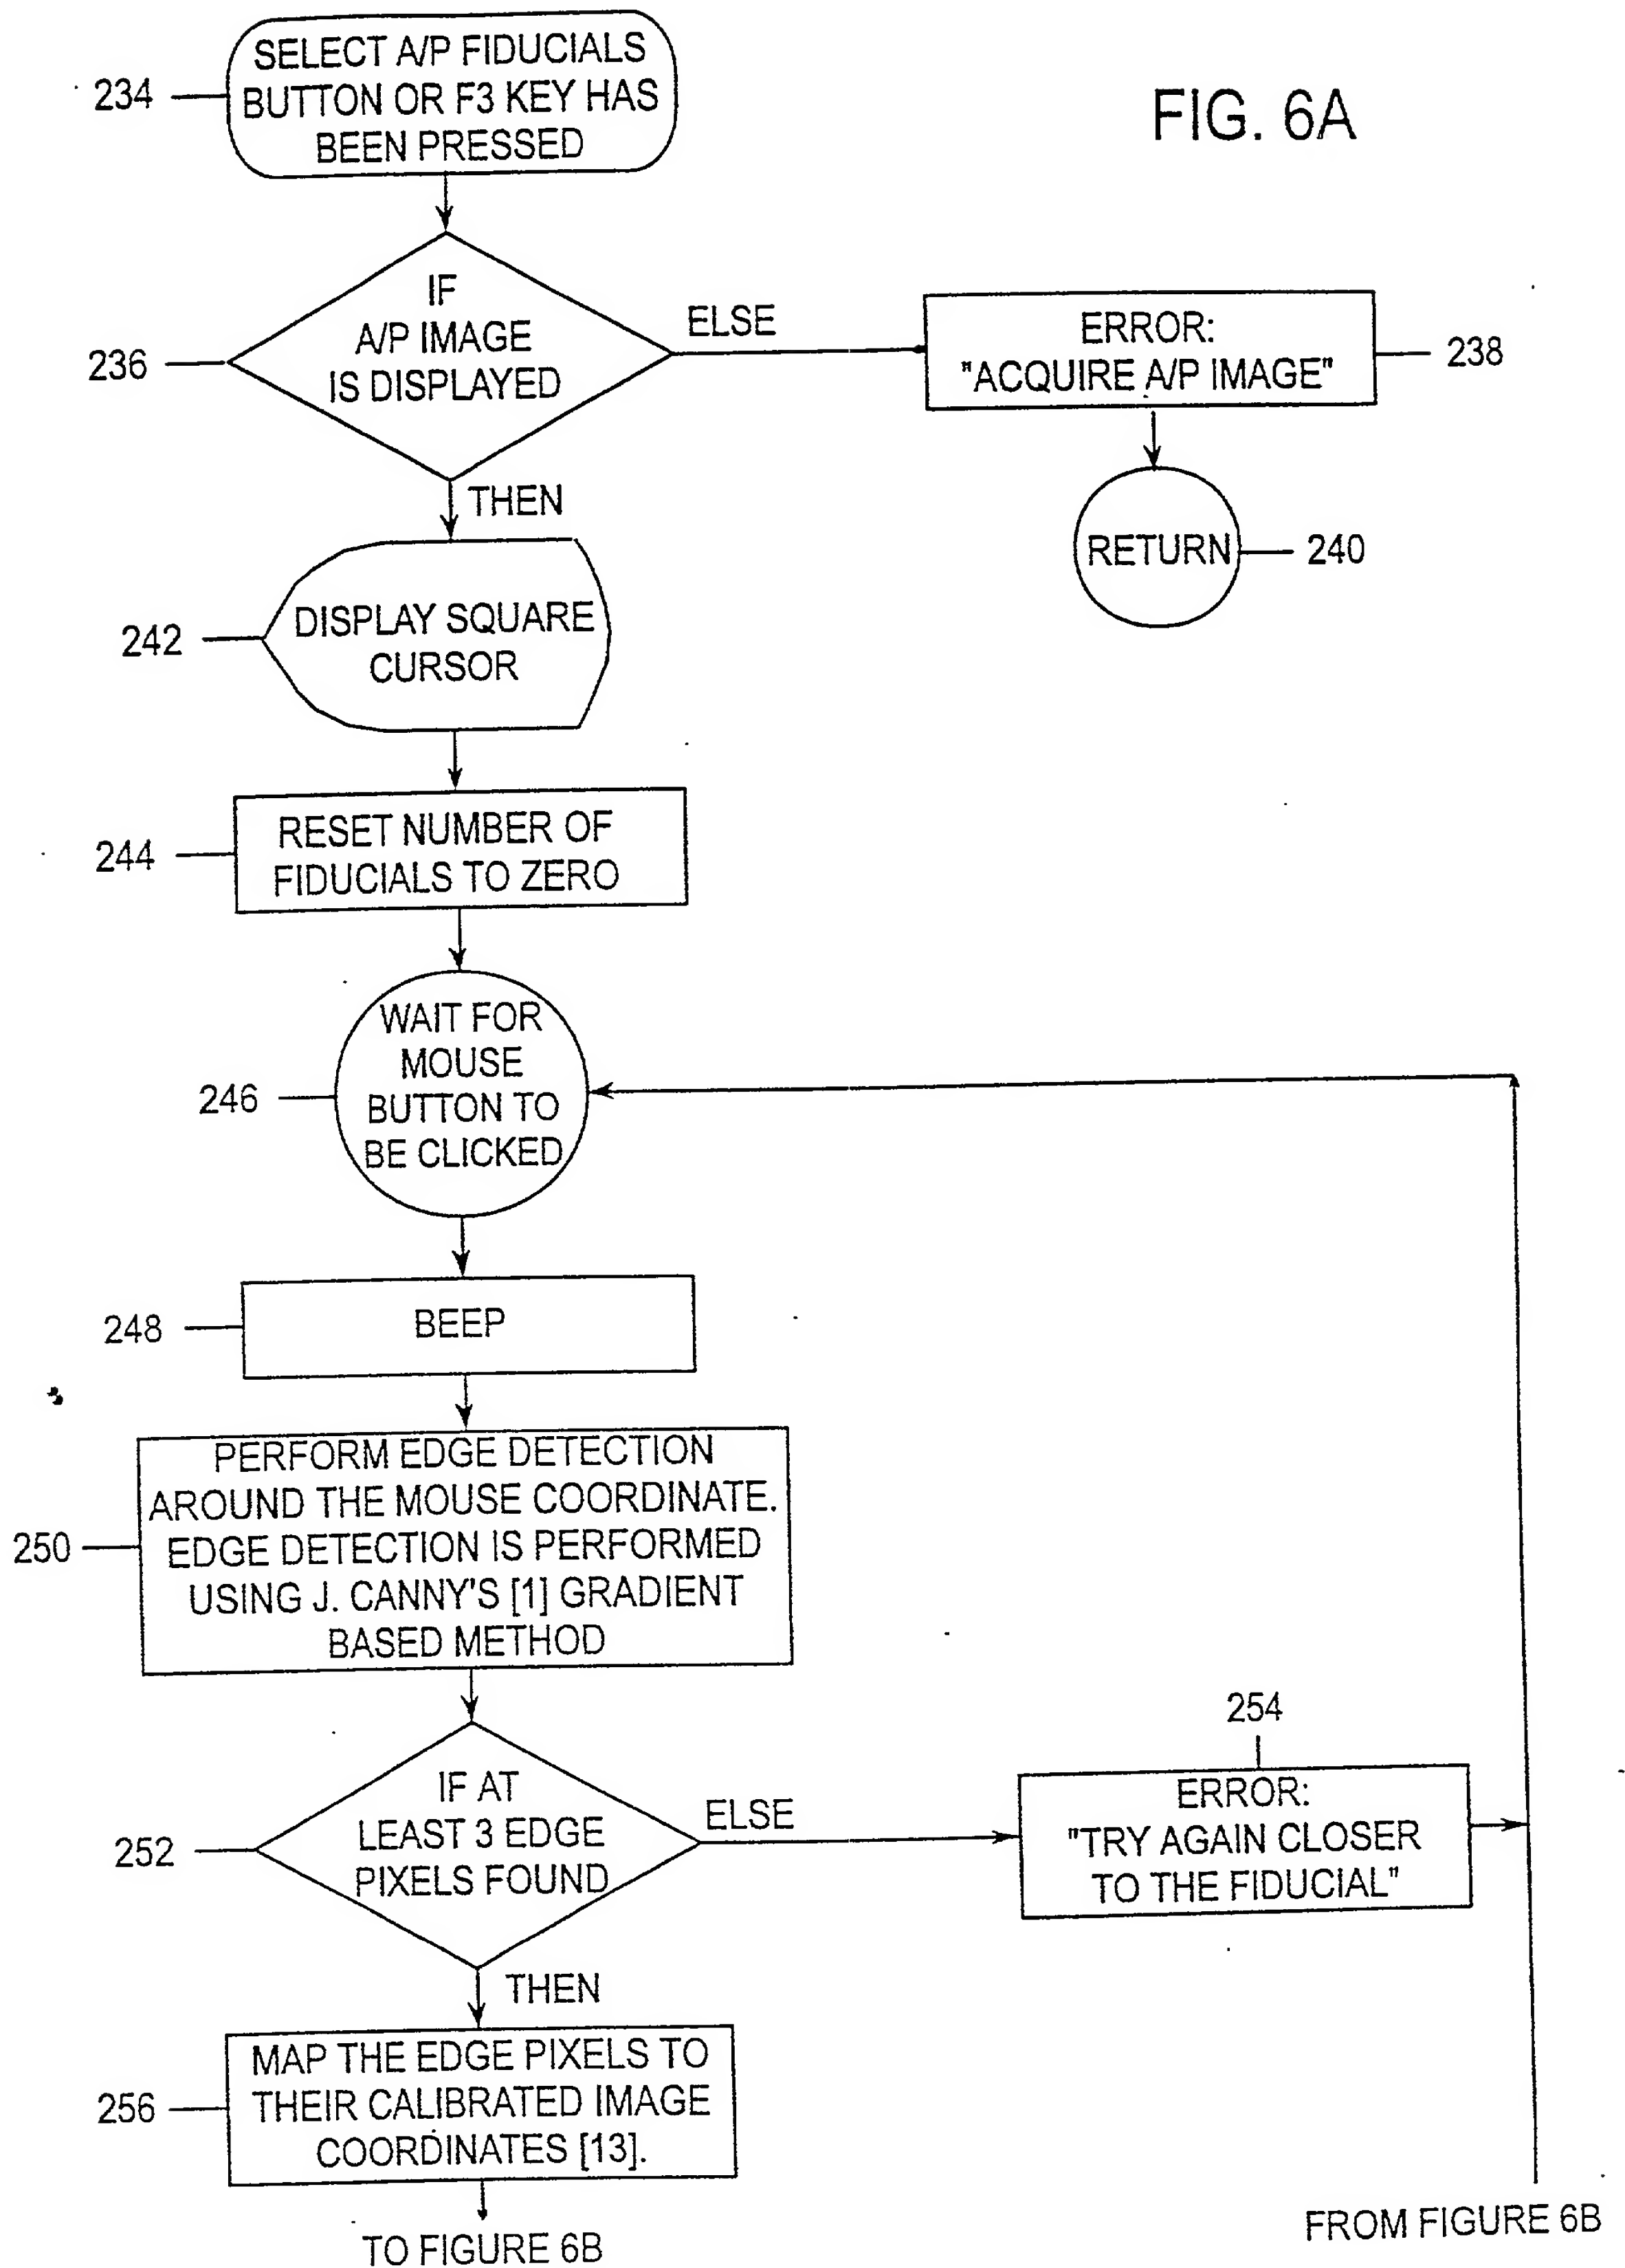 FIG. 6A
234
SELECT A/P FIDUCIALS
BUTTON OR F3 KEY HAS
BEEN PRESSED
236
IF
A/P IMAGE
IS DISPLAYED
ELSE
ERROR:
"ACQUIRE A/P IMAGE"
238
RETURN
240
THEN
242
DISPLAY SQUARE
CURSOR
244
RESET NUMBER OF
FIDUCIALS TO ZERO
246
WAIT FOR
MOUSE
BUTTON TO
BE CLICKED
248
BEEP
250
PERFORM EDGE DETECTION
AROUND THE MOUSE COORDINATE.
EDGE DETECTION IS PERFORMED
USING J. CANNY'S [1] GRADIENT
BASED METHOD
252
IF AT
LEAST 3 EDGE
PIXELS FOUND
ELSE
254
ERROR:
"TRY AGAIN CLOSER
TO THE FIDUCIAL"
THEN
256
MAP THE EDGE PIXELS TO
THEIR CALIBRATED IMAGE
COORDINATES [13].
TO FIGURE 6B
FROM FIGURE 6B